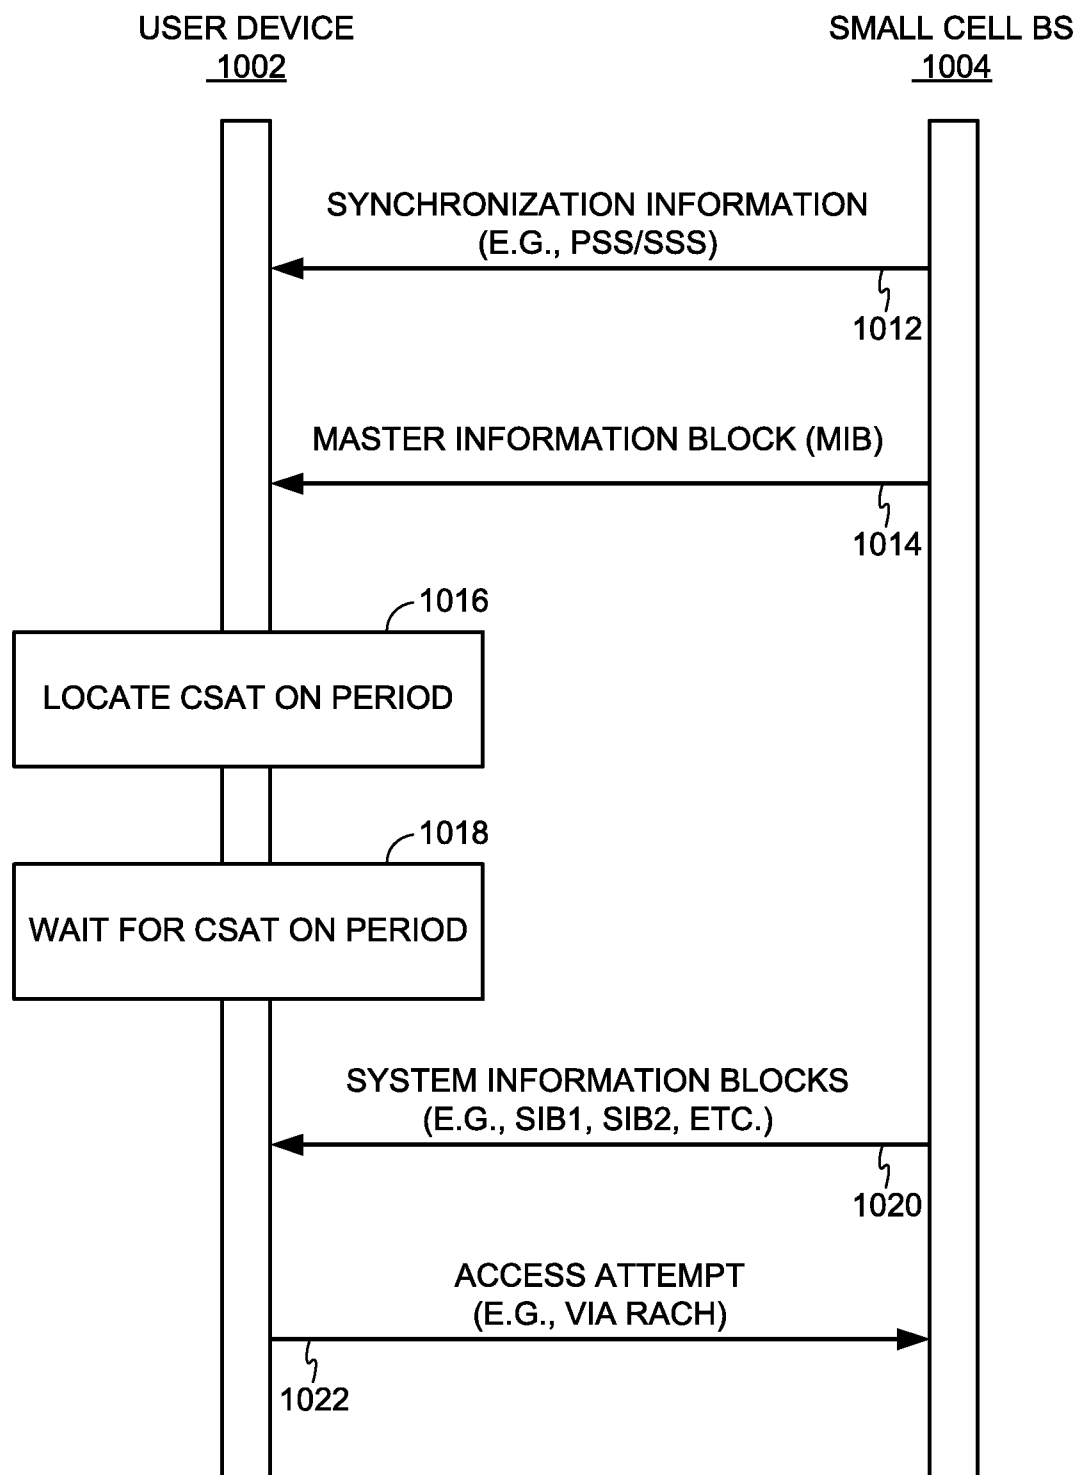 USER DEVICE
1002
SMALL CELL BS
1004
SYNCHRONIZATION INFORMATION
(E.G., PSS/SSS)
1012
MASTER INFORMATION BLOCK (MIB)
1014
1016
LOCATE CSAT ON PERIOD
1018
WAIT FOR CSAT ON PERIOD
SYSTEM INFORMATION BLOCKS
(E.G., SIB1, SIB2, ETC.)
1020
ACCESS ATTEMPT
(E.G., VIA RACH)
1022